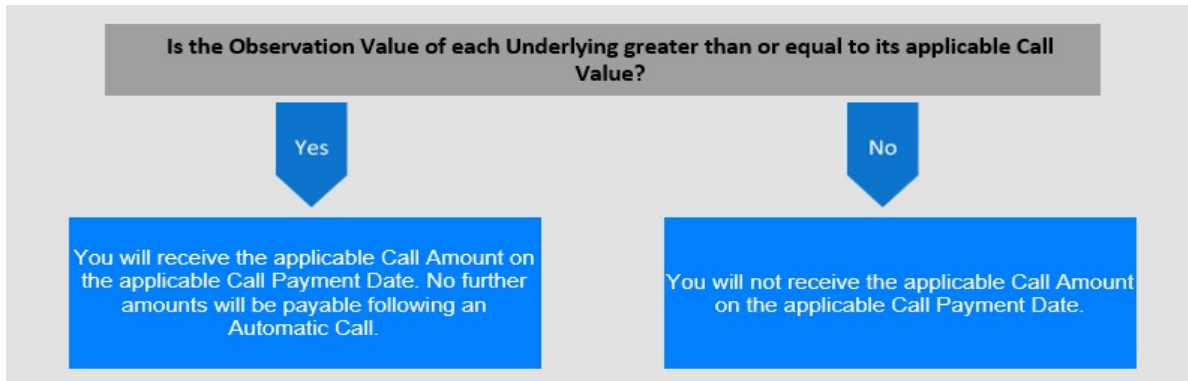 Is the Observation Value of each Underlying greater than or equal to its applicable Call
Value?
Yes
No
You will receive the applicable Call Amount on
the applicable Call Payment Date. No further
amounts will be payable following an
Automatic Call.
You will not receive the applicable Call Amount
on the applicable Call Payment Date.